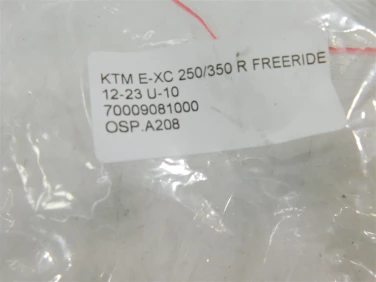 KTM E-XC 250/350 R FREERIDE
12-23 U-10
70009081000
OSP.A208